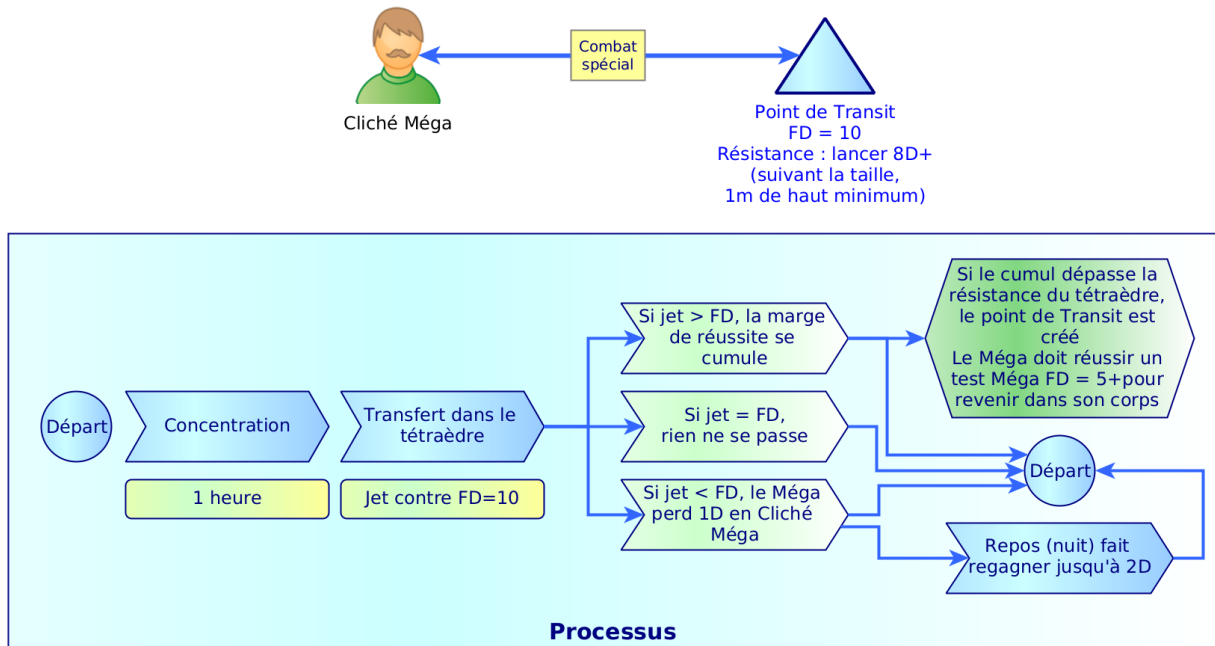 Combat
spécial
Cliché Méga
Point de Transit
FD = 10
Résistance : lancer 8D+
(suivant la taille,
1m de haut minimum)
Départ
Concentration
1 heure
Transfert dans le
tétraèdre
Jet contre FD=10
Si jet > FD, la marge
de réussite se
cumule
Si jet = FD,
rien ne se passe
Si jet < FD, le Méga
perd 1D en Cliché
Méga
Si le cumul dépasse la
résistance du tétraèdre,
le point de Transit est
créé
Le Méga doit réussir un
test Méga FD = 5+pour
revenir dans son corps
Départ
Repos (nuit) fait
regagner jusqu'à 2D
Processus